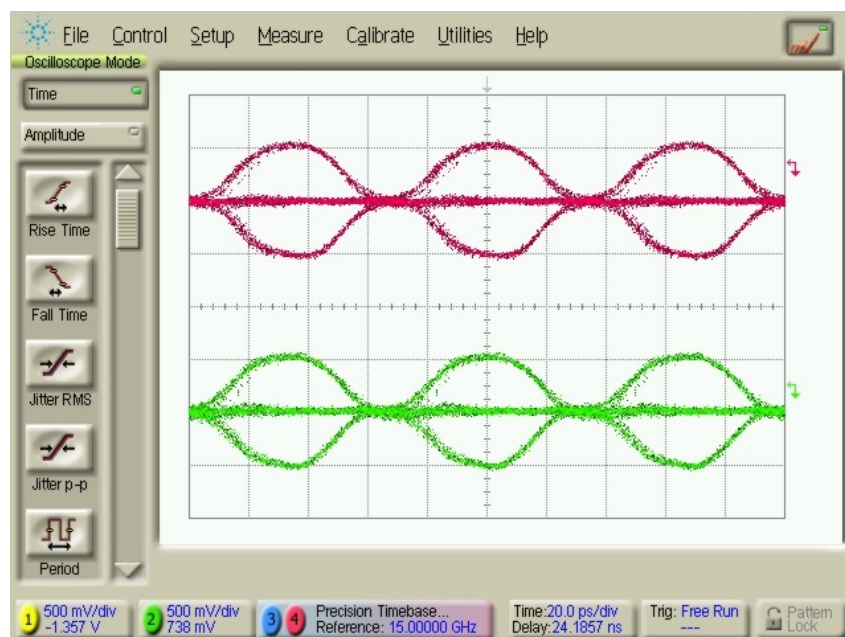 File Control Setup Measure Calibrate Utilities Help
Oscilloscope Mode
Time
Amplitude
Rise Time
Fall Time
Jitter RMS
Jitter p-p
Period
1 500 mV/div
-1.357 V
2 500 mV/div
738 mV
3 4 Precision Timebase...
Reference: 15.00000 GHz
Time:20.0 ps/div
Delay:24.1857 ns
Trig: Free Run
---
Pattern
Lock